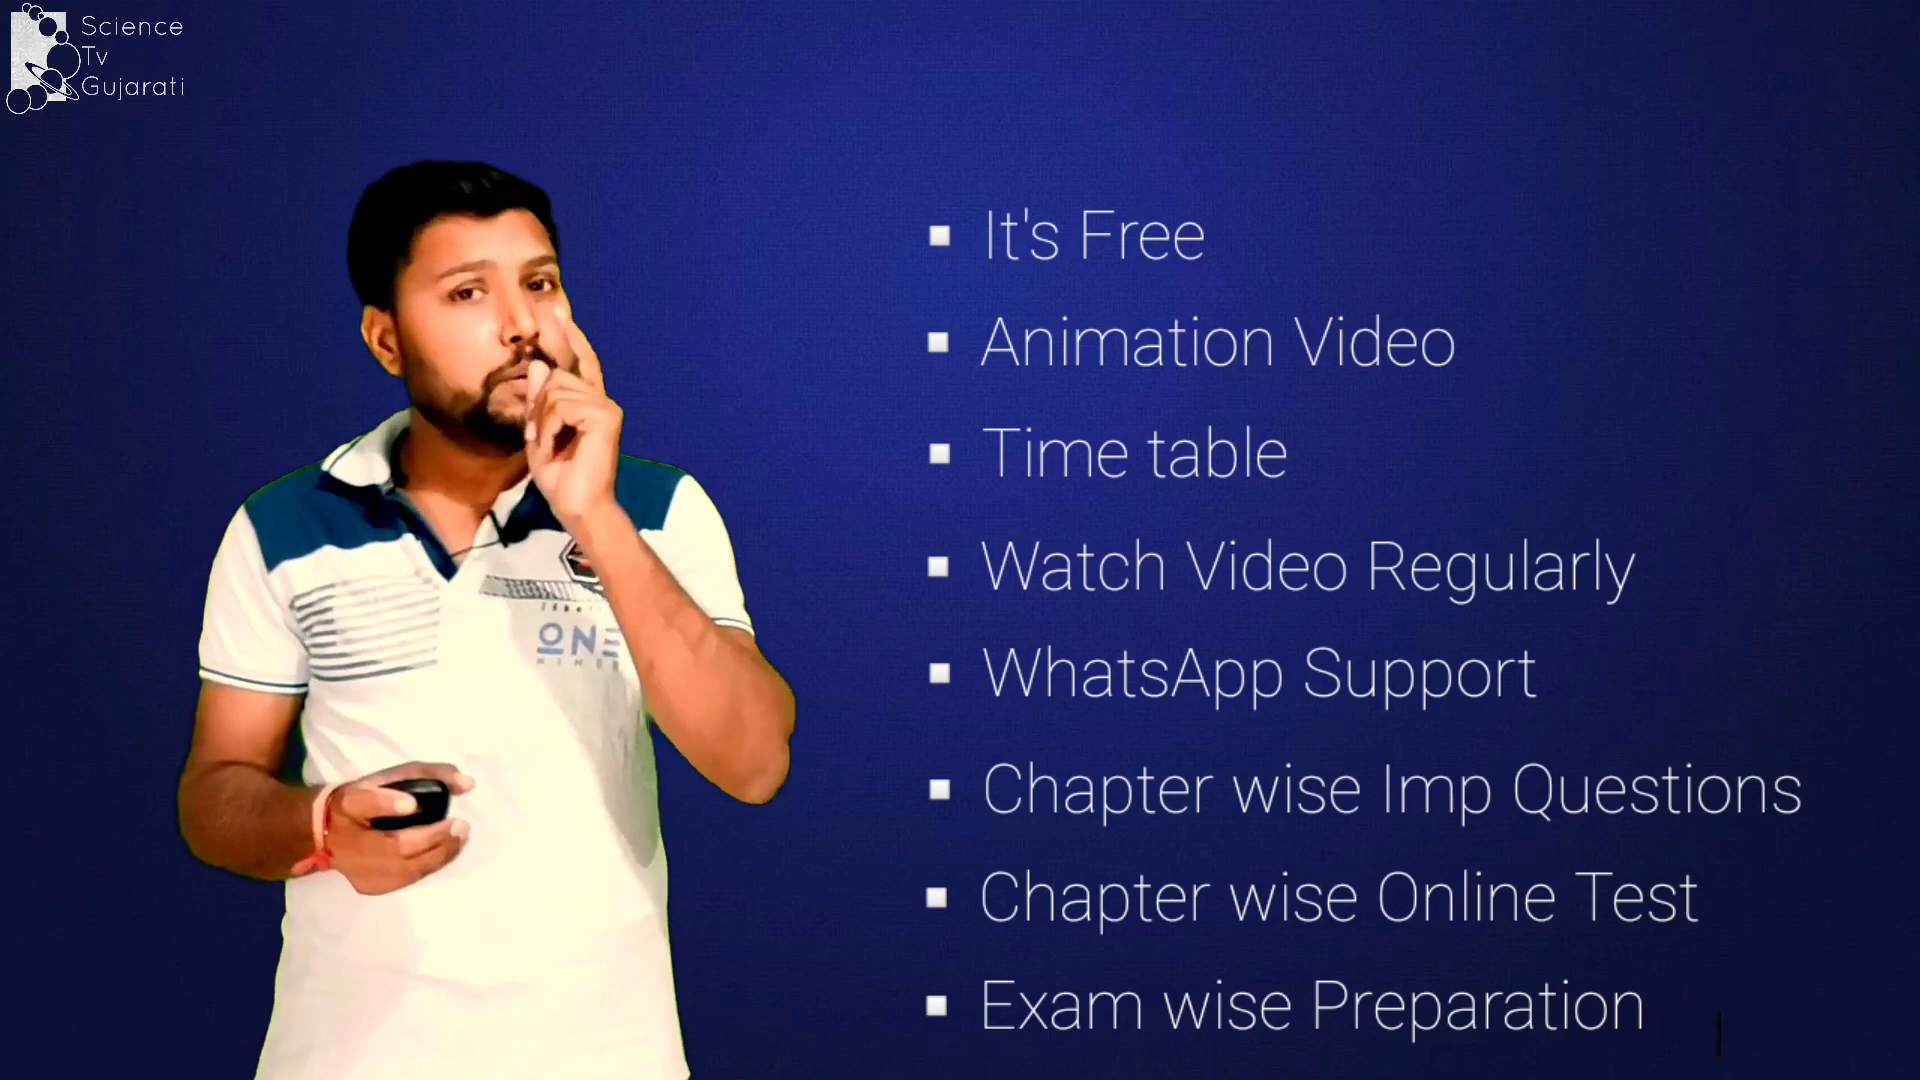 Science
Tv
Gujarati
It's Free
Animation Video
Time table
Watch Video Regularly
WhatsApp Support
Chapter wise Imp Questions
Chapter wise Online Test
Exam wise Preparation
ONE